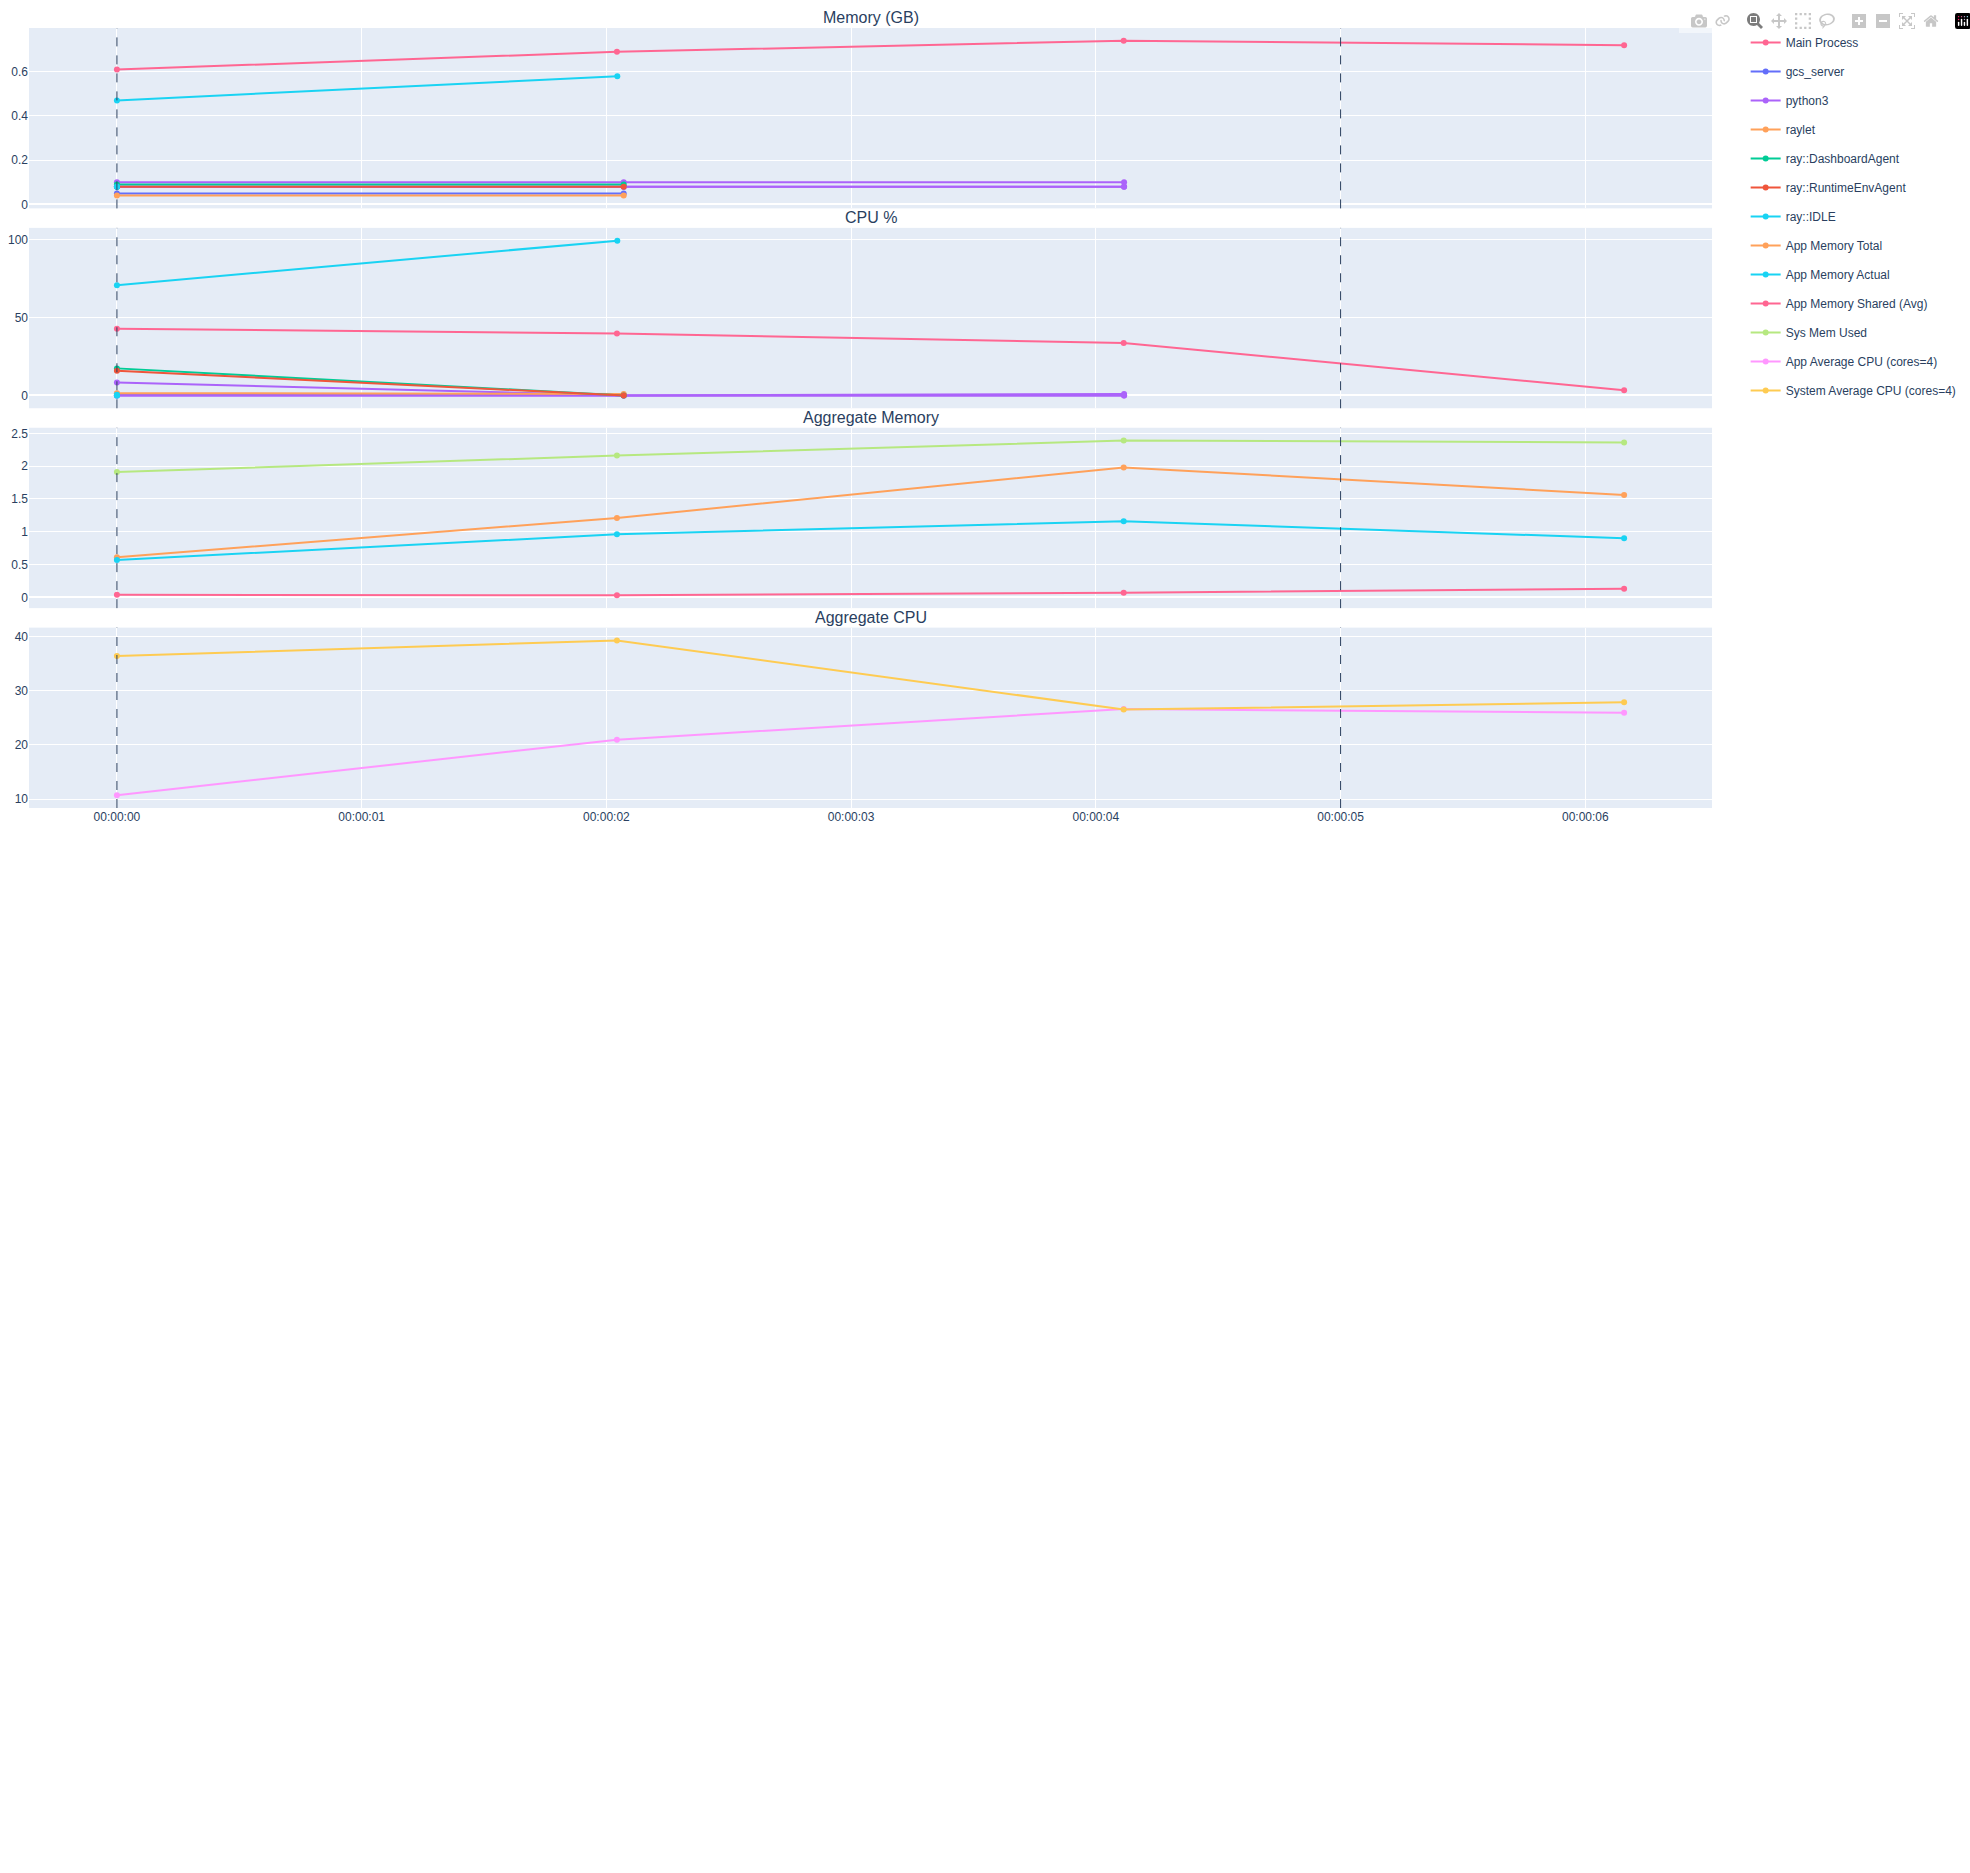 Memory (GB)
0.6
0.4
0.2
0
CPU %
100
50
0
Aggregate Memory
2.5
2
1.5
1
0.5
0
Aggregate CPU
40
30
20
10
00:00:00
00:00:01
00:00:02
00:00:03
00:00:04
00:00:05
00:00:06
Main Process
gcs_server
python3
raylet
ray::DashboardAgent
ray::RuntimeEnvAgent
ray::IDLE
App Memory Total
App Memory Actual
App Memory Shared (Avg)
Sys Mem Used
App Average CPU (cores=4)
System Average CPU (cores=4)